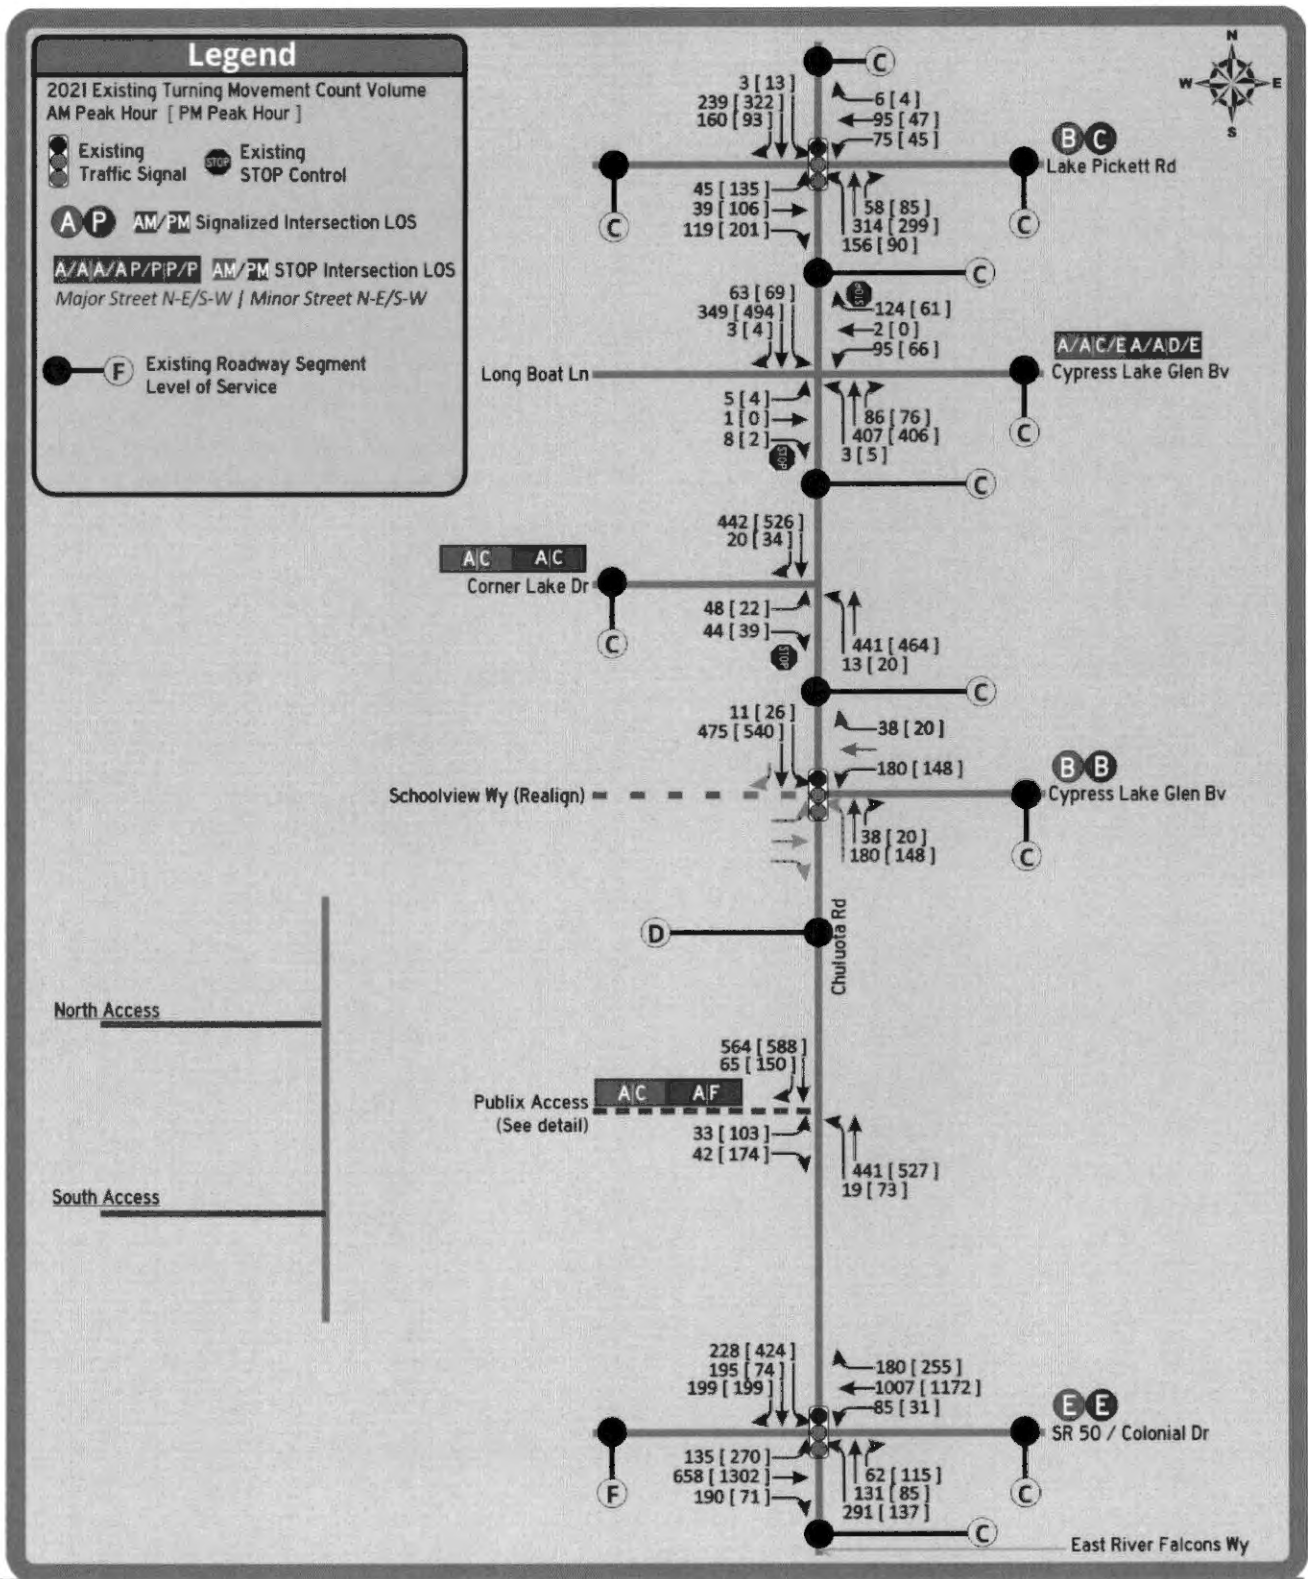 Legend
2021 Existing Turning Movement Count Volume
AM Peak Hour [ PM Peak Hour ]
Existing
Traffic Signal
STOP
Existing
STOP Control
A P AM/PM Signalized Intersection LOS
A/A A/A P/P P/P AM/PM STOP Intersection LOS
Major Street N-E/S-W | Minor Street N-E/S-W
F
Existing Roadway Segment
Level of Service
N
W E
S
C
3 [ 13 ]
239 [ 322 ]
160 [ 93 ]
6 [ 4 ]
95 [ 47 ]
75 [ 45 ]
B C
Lake Pickett Rd
C
C
45 [ 135 ]
39 [ 106 ]
119 [ 201 ]
58 [ 85 ]
314 [ 299 ]
156 [ 90 ]
C
63 [ 69 ]
349 [ 494 ]
3 [ 4 ]
STOP
124 [ 61 ]
2 [ 0 ]
95 [ 66 ]
A/A C/E A/A D/E
Long Boat Ln
Cypress Lake Glen Bv
C
5 [ 4 ]
1 [ 0 ]
8 [ 2 ]
STOP
86 [ 76 ]
407 [ 406 ]
3 [ 5 ]
C
442 [ 526 ]
20 [ 34 ]
A|C A|C
Corner Lake Dr
C
48 [ 22 ]
44 [ 39 ]
STOP
441 [ 464 ]
13 [ 20 ]
C
11 [ 26 ]
475 [ 540 ]
38 [ 20 ]
180 [ 148 ]
B B
Schoolview Wy (Realign)
Cypress Lake Glen Bv
C
38 [ 20 ]
180 [ 148 ]
D
Chuluota Rd
North Access
South Access
564 [ 588 ]
65 [ 150 ]
A|C A|F
Publix Access
(See detail)
33 [ 103 ]
42 [ 174 ]
441 [ 527 ]
19 [ 73 ]
228 [ 424 ]
195 [ 74 ]
199 [ 199 ]
180 [ 255 ]
1007 [ 1172 ]
85 [ 31 ]
E E
SR 50 / Colonial Dr
F
C
135 [ 270 ]
658 [ 1302 ]
190 [ 71 ]
62 [ 115 ]
131 [ 85 ]
291 [ 137 ]
C
East River Falcons Wy